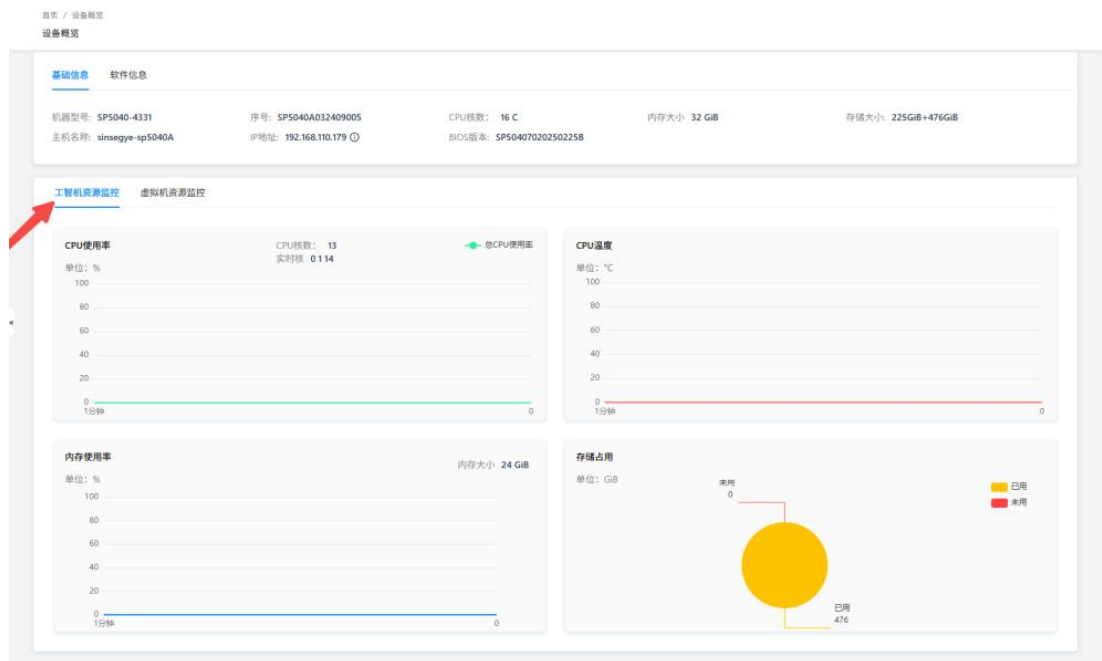 首页 / 设备概览
设备概览
基础信息 软件信息
机器型号: SP5040-4331 序号: SP5040A03240900S CPU核数: 16 C 内存大小: 32 GiB 存储大小: 225GiB+476GiB
主机名称: sinsegye-sp5040A IP地址: 192.168.110.179 BIOS版本: SP50407020250225B
工智机资源监控 虚拟机资源监控
CPU使用率 CPU核数: 13 总CPU使用率
实时核 0 1 14
单位: %
100
80
60
40
20
0
1分钟 0
CPU温度
单位: ℃
100
80
60
40
20
0
1分钟 0
内存使用率 内存大小 24 GiB
单位: %
100
80
60
40
20
0
1分钟 0
存储占用
单位: GiB
未用
0
已用
未用
已用
476